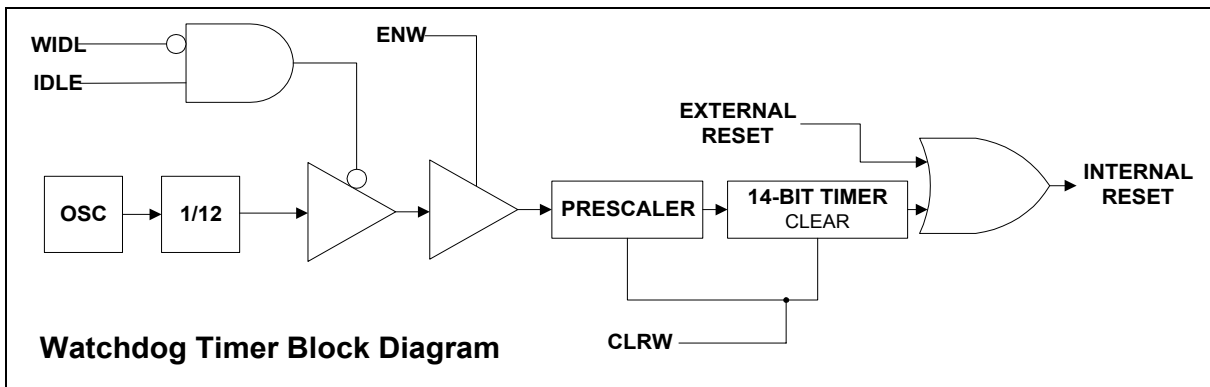 WIDL
IDLE
ENW
EXTERNAL
RESET
INTERNAL
RESET
OSC
1/12
PRESCALER
14-BIT TIMER
CLEAR
CLRW
Watchdog Timer Block Diagram